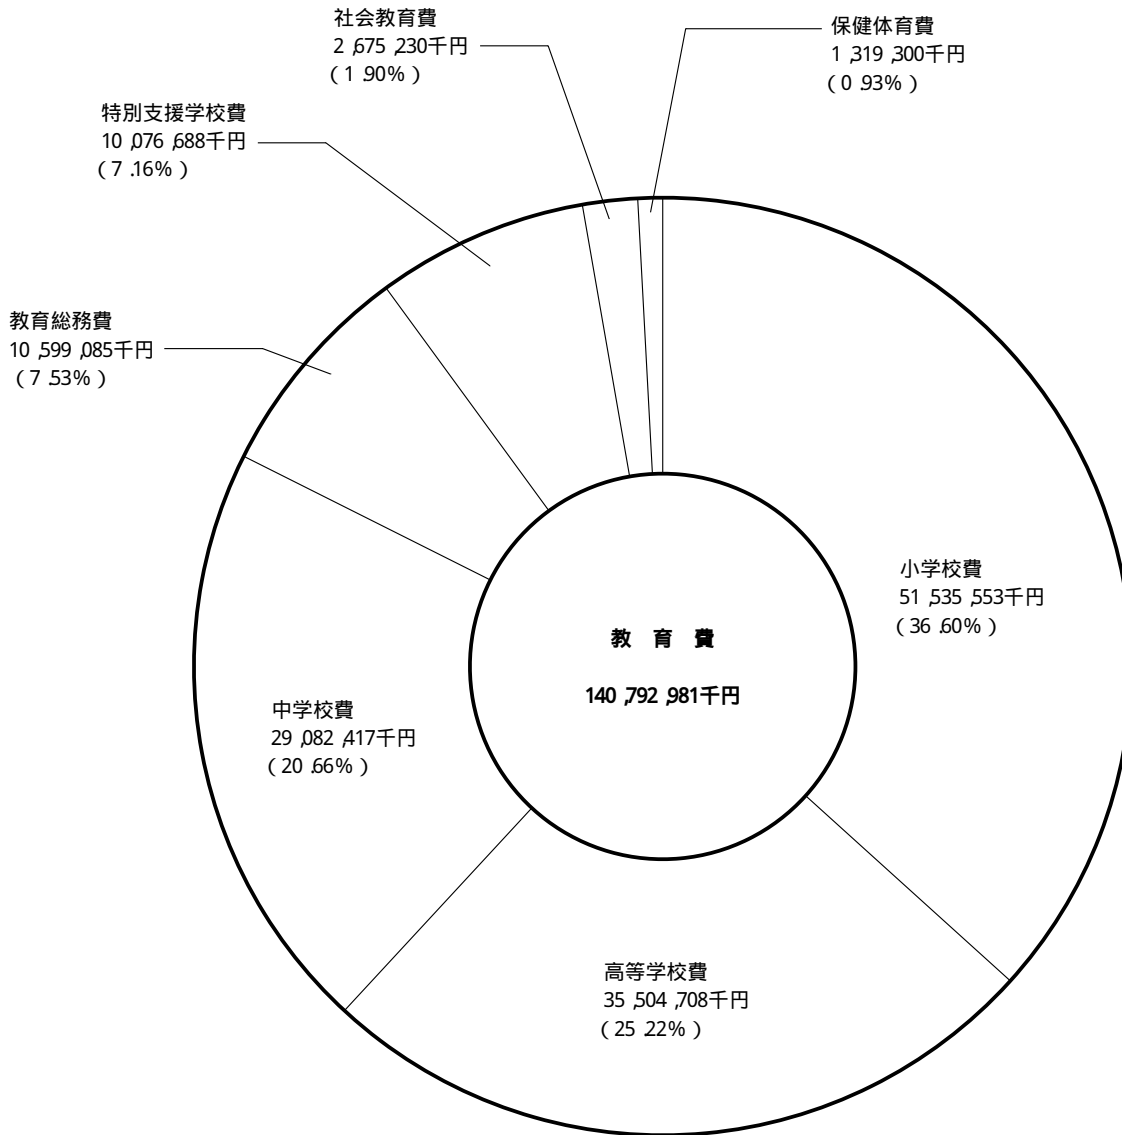 社会教育費
2,675,230千円
(1.90%)
保健体育費
1,319,300千円
(0.93%)
特別支援学校費
10,076,688千円
(7.16%)
教育総務費
10,599,085千円
(7.53%)
小学校費
51,535,553千円
(36.60%)
教育費
140,792,981千円
中学校費
29,082,417千円
(20.66%)
高等学校費
35,504,708千円
(25.22%)